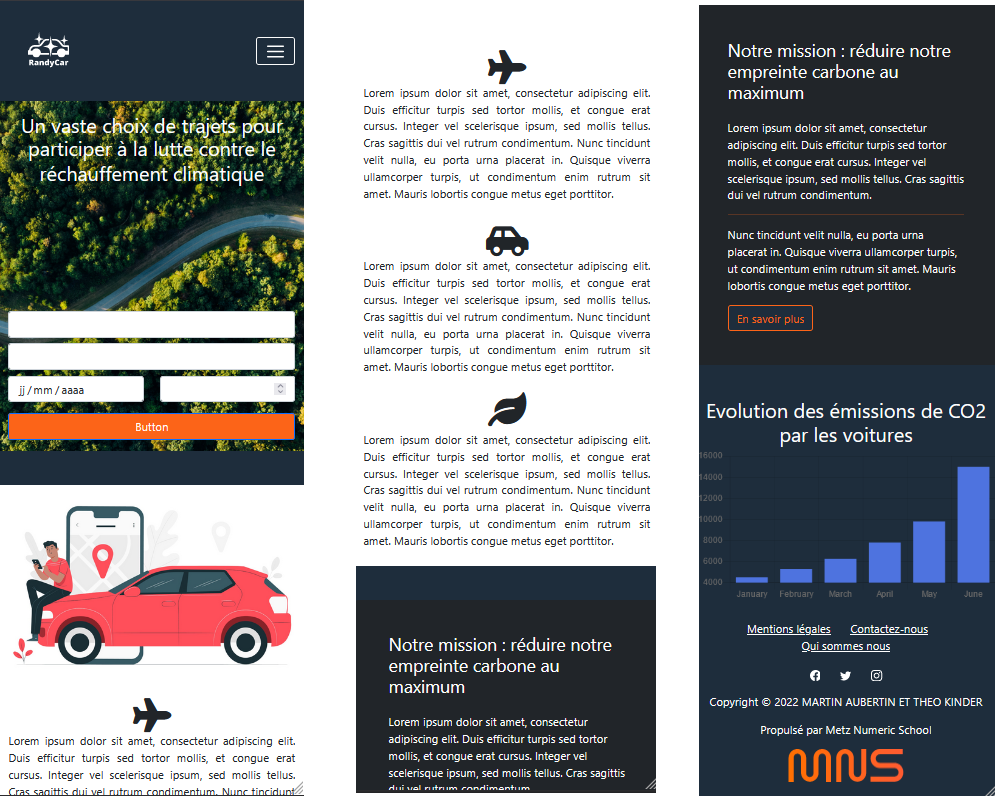 RandyCar
Un vaste choix de trajets pour
participer à la lutte contre le
réchauffement climatique
jj / mm / aaaa
Button
Lorem ipsum dolor sit amet, consectetur adipiscing elit.
Duis efficitur turpis sed tortor mollis, et congue erat
cursus. Integer vel scelerisque ipsum, sed mollis tellus.
Cras sagittis dui vel rutrum condimentum. Nunc tincidunt
Lorem ipsum dolor sit amet, consectetur adipiscing elit.
Duis efficitur turpis sed tortor mollis, et congue erat
cursus. Integer vel scelerisque ipsum, sed mollis tellus.
Cras sagittis dui vel rutrum condimentum. Nunc tincidunt
velit nulla, eu porta urna placerat in. Quisque viverra
ullamcorper turpis, ut condimentum enim rutrum sit
amet. Mauris lobortis congue metus eget porttitor.
Lorem ipsum dolor sit amet, consectetur adipiscing elit.
Duis efficitur turpis sed tortor mollis, et congue erat
cursus. Integer vel scelerisque ipsum, sed mollis tellus.
Cras sagittis dui vel rutrum condimentum. Nunc tincidunt
velit nulla, eu porta urna placerat in. Quisque viverra
ullamcorper turpis, ut condimentum enim rutrum sit
amet. Mauris lobortis congue metus eget porttitor.
Lorem ipsum dolor sit amet, consectetur adipiscing elit.
Duis efficitur turpis sed tortor mollis, et congue erat
cursus. Integer vel scelerisque ipsum, sed mollis tellus.
Cras sagittis dui vel rutrum condimentum. Nunc tincidunt
velit nulla, eu porta urna placerat in. Quisque viverra
ullamcorper turpis, ut condimentum enim rutrum sit
amet. Mauris lobortis congue metus eget porttitor.
Notre mission : réduire notre
empreinte carbone au
maximum
Lorem ipsum dolor sit amet, consectetur
adipiscing elit. Duis efficitur turpis sed tortor
mollis, et congue erat cursus. Integer vel
scelerisque ipsum, sed mollis tellus. Cras sagittis
dui vel rutrum condimentum.
Notre mission : réduire notre
empreinte carbone au
maximum
Lorem ipsum dolor sit amet, consectetur
adipiscing elit. Duis efficitur turpis sed tortor
mollis, et congue erat cursus. Integer vel
scelerisque ipsum, sed mollis tellus. Cras sagittis
dui vel rutrum condimentum.
Nunc tincidunt velit nulla, eu porta urna
placerat in. Quisque viverra ullamcorper turpis,
ut condimentum enim rutrum sit amet. Mauris
lobortis congue metus eget porttitor.
En savoir plus
Evolution des émissions de CO2
par les voitures
16000
14000
12000
10000
8000
6000
4000
January February March April May June
Mentions légales Contactez-nous
Qui sommes nous
Copyright © 2022 MARTIN AUBERTIN ET THEO KINDER
Propulsé par Metz Numeric School
MNS